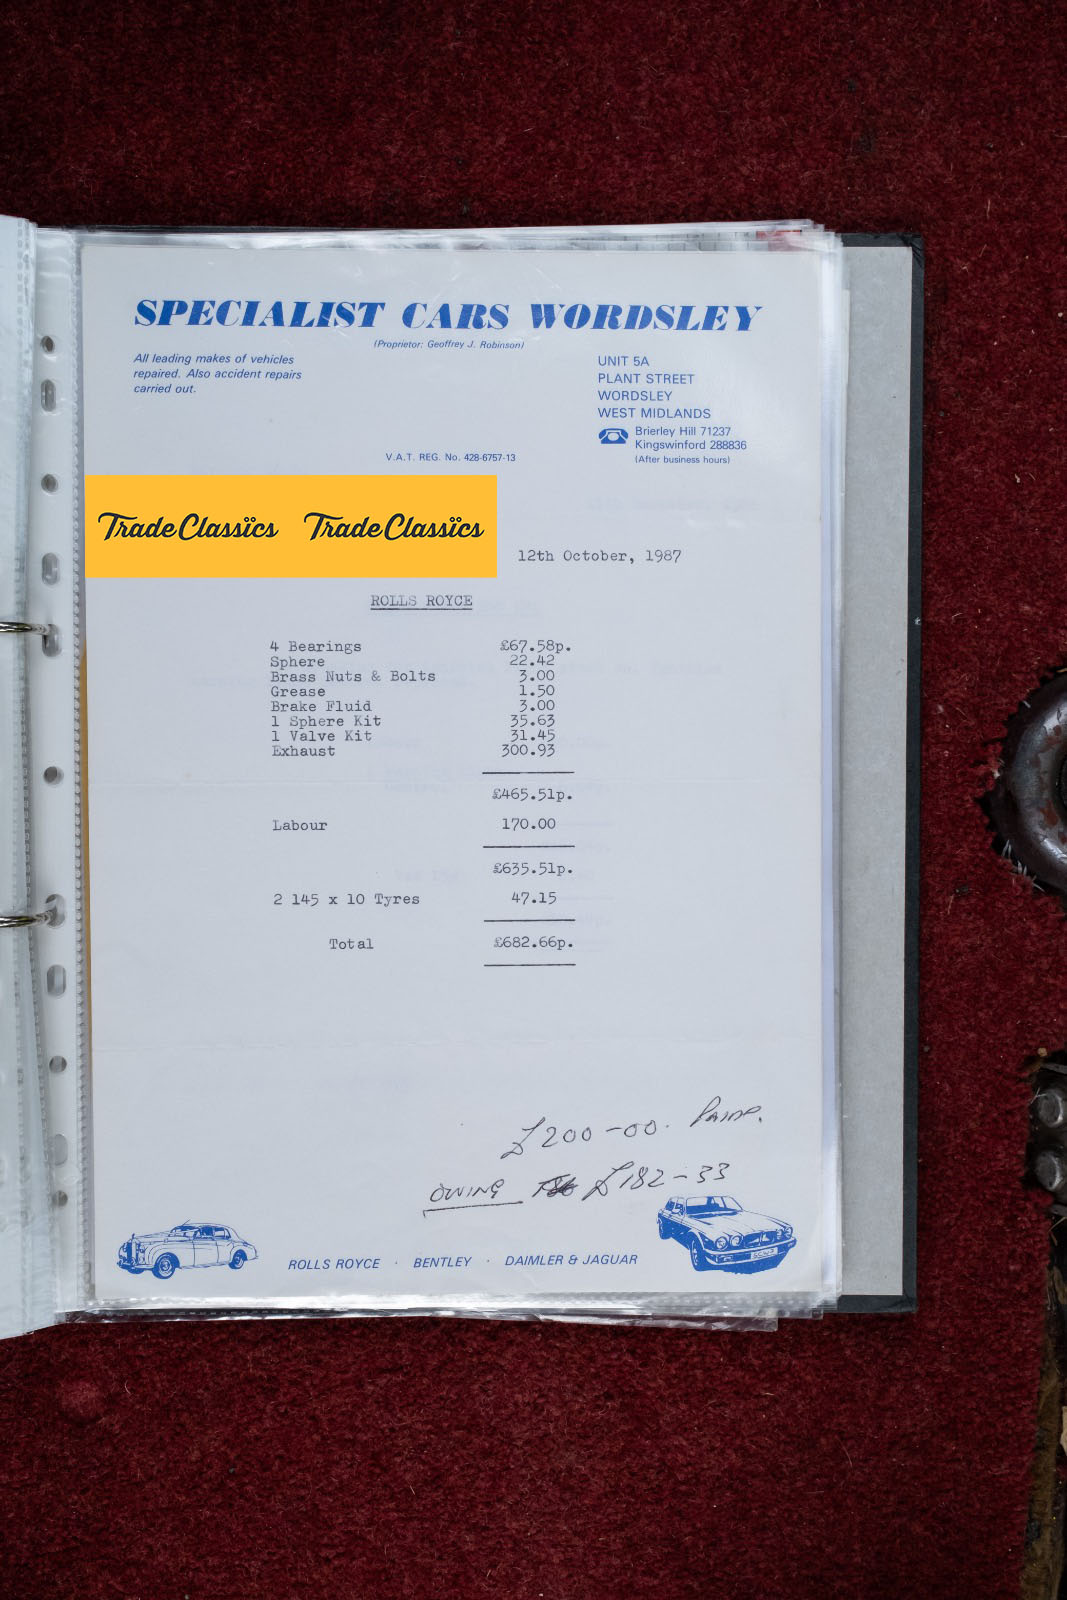 SPECIALIST CARS WORDSLEY
(Proprietor: Geoffrey J. Robinson)
All leading makes of vehicles
repaired. Also accident repairs
carried out.
UNIT 5A
PLANT STREET
WORDSLEY
WEST MIDLANDS
Brierley Hill 71237
Kingswinford 288836
(After business hours)
V.A.T. REG. No. 428-6757-13
TradeClassics TradeClassics
12th October, 1987
ROLLS ROYCE
4 Bearings £67.58p.
Sphere 22.42
Brass Nuts & Bolts 3.00
Grease 1.50
Brake Fluid 3.00
1 Sphere Kit 35.63
1 Valve Kit 31.45
Exhaust 300.93
£465.51p.
Labour 170.00
£635.51p.
2 145 x 10 Tyres 47.15
Total £682.66p.
£200-00. PAID.
OWING £182-33
ROLLS ROYCE · BENTLEY · DAIMLER & JAGUAR